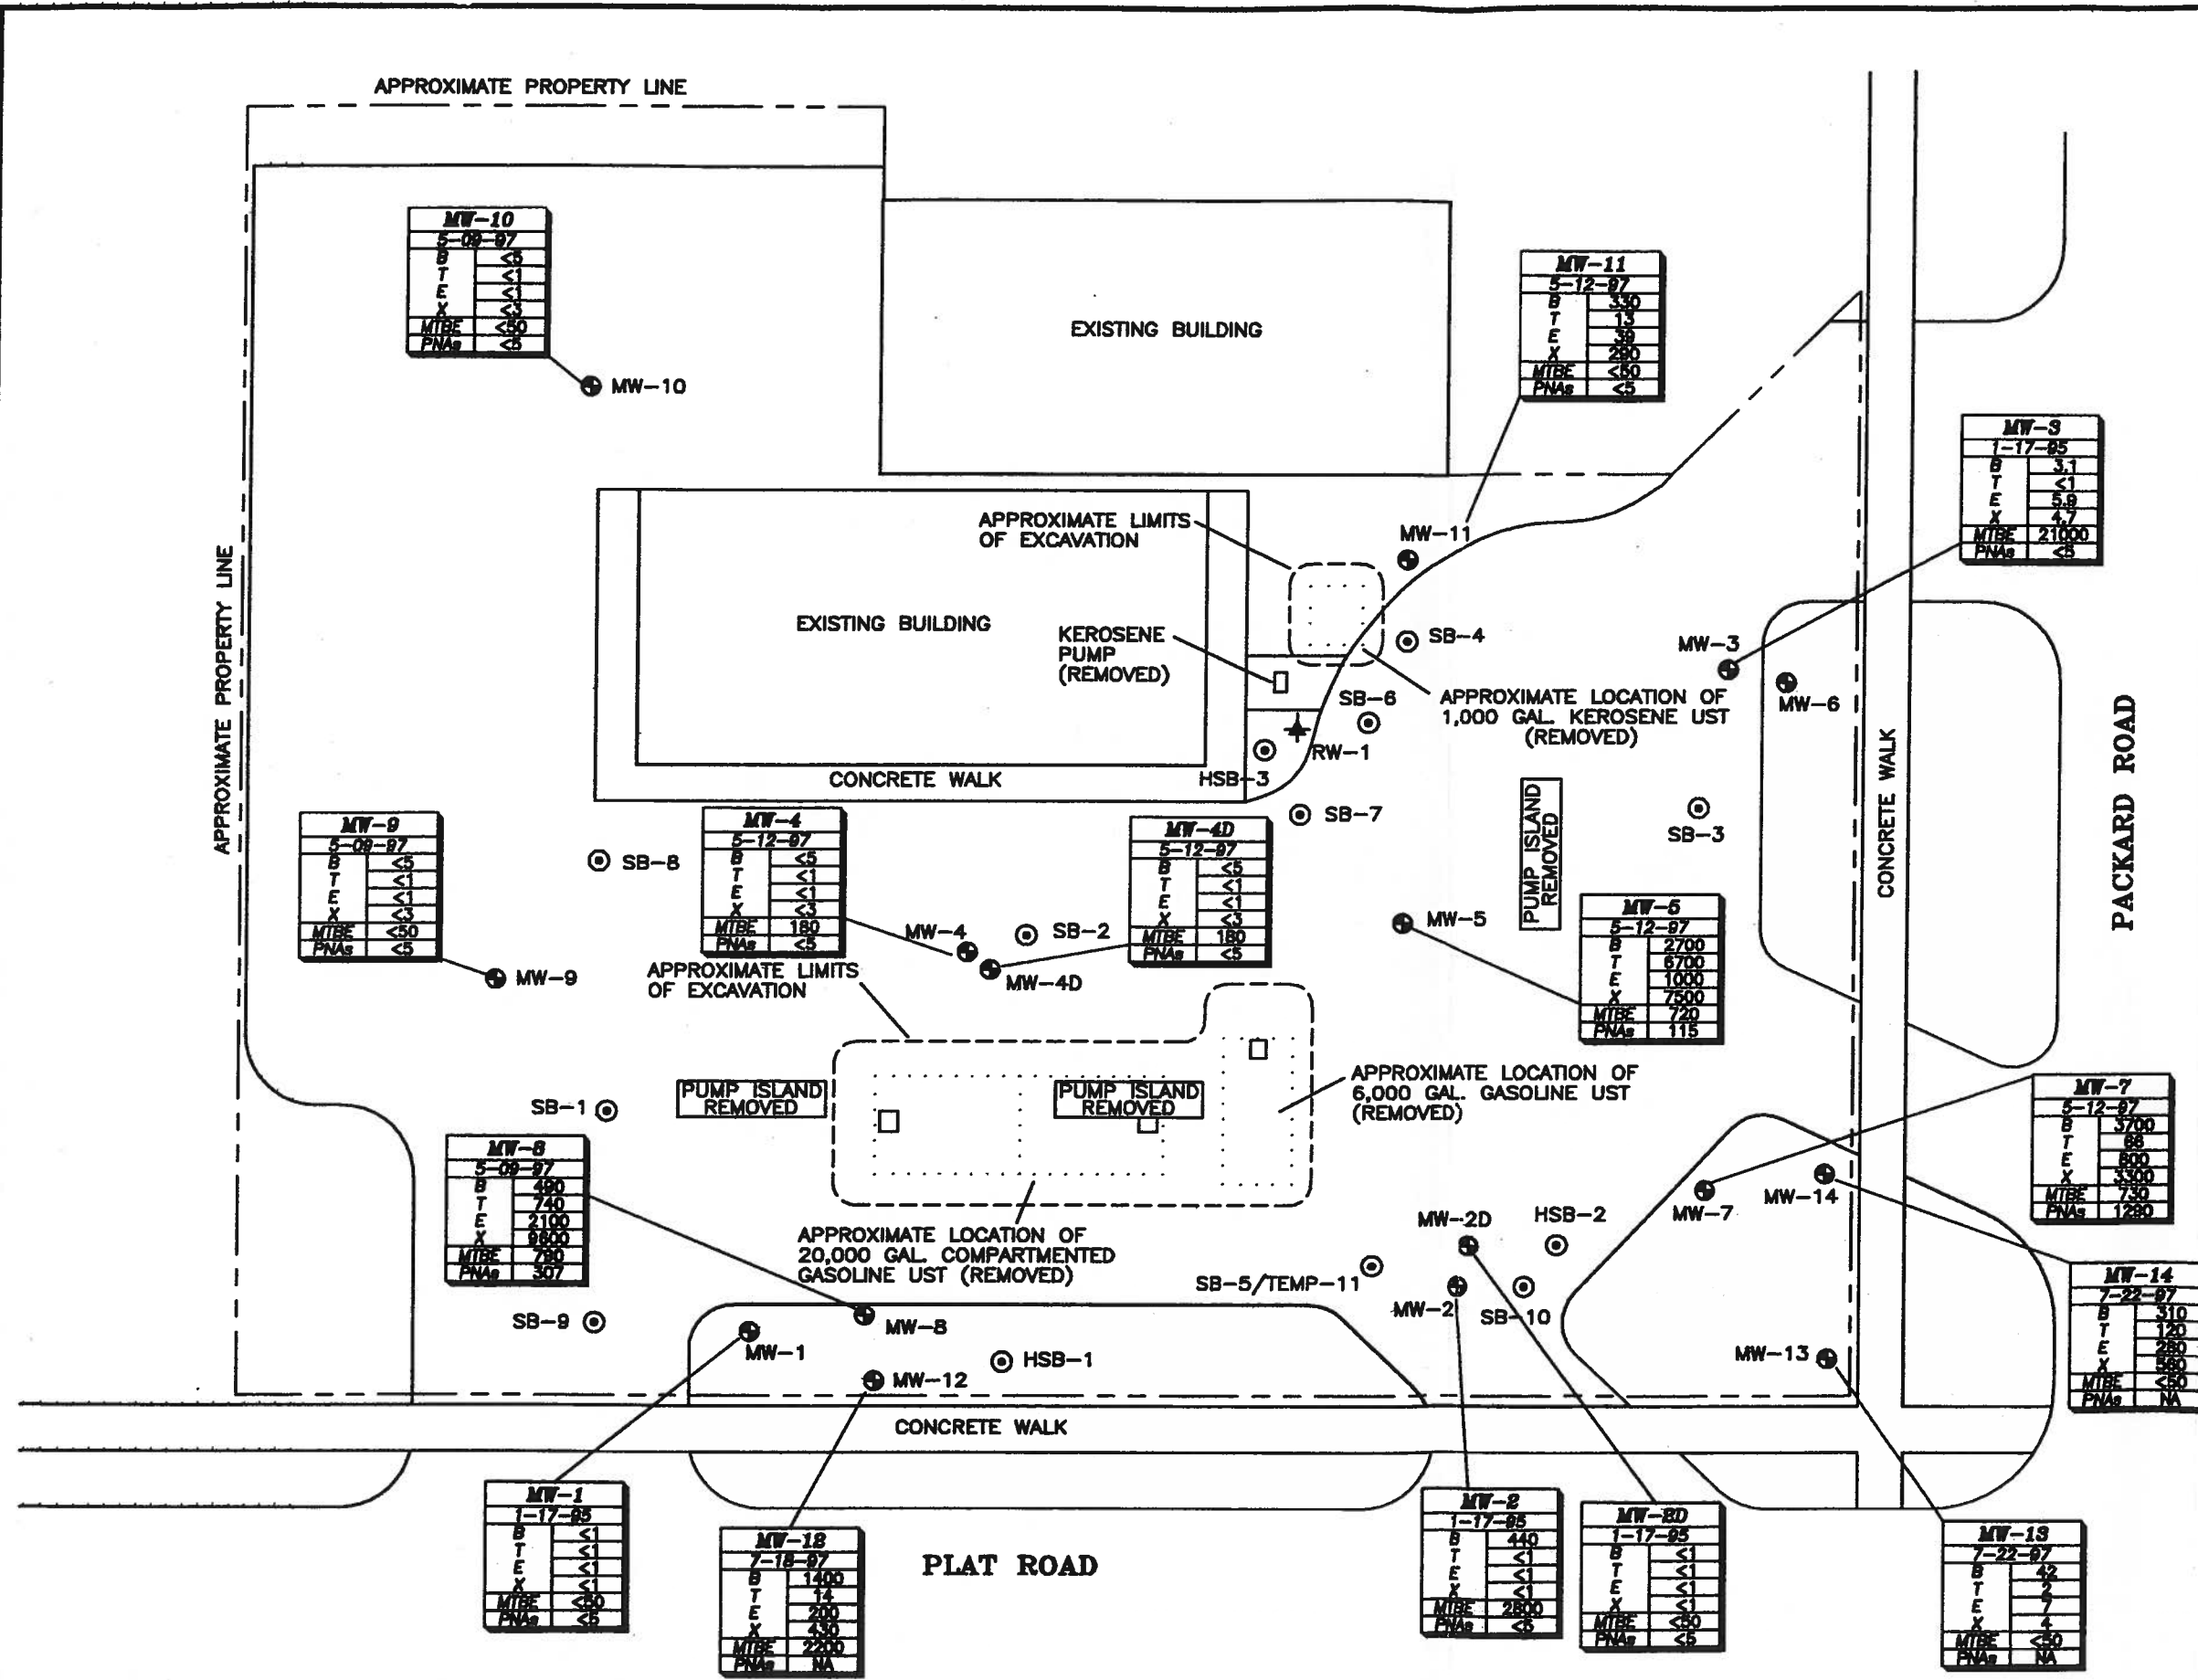 APPROXIMATE PROPERTY LINE
MW-10
5-09-97
B <5
T <1
E <1
X <3
MTBE <50
PNAs <5
MW-10
EXISTING BUILDING
MW-11
5-12-97
B 330
T 13
E 39
X 290
MTBE <50
PNAs <5
MW-3
1-17-95
B 3.1
T <1
E 5.9
X 4.7
MTBE 21000
PNAs <5
APPROXIMATE PROPERTY LINE
APPROXIMATE LIMITS
OF EXCAVATION
MW-11
EXISTING BUILDING
KEROSENE
PUMP
(REMOVED)
SB-4
MW-3
MW-6
SB-6
APPROXIMATE LOCATION OF
1,000 GAL. KEROSENE UST
(REMOVED)
RW-1
HSB-3
CONCRETE WALK
CONCRETE WALK
PACKARD ROAD
PUMP ISLAND
REMOVED
SB-7
SB-3
MW-9
5-09-97
B <5
T <1
E <1
X <3
MTBE <50
PNAs <5
SB-8
MW-4
5-12-97
B <5
T <1
E <1
X <3
MTBE 180
PNAs <5
MW-4D
5-12-97
B <5
T <1
E <1
X <3
MTBE 180
PNAs <5
MW-5
5-12-97
B 2700
T 6700
E 1000
X 7500
MTBE 720
PNAs 115
MW-4
SB-2
MW-5
MW-9
MW-4D
APPROXIMATE LIMITS
OF EXCAVATION
PUMP ISLAND
REMOVED
PUMP ISLAND
REMOVED
APPROXIMATE LOCATION OF
6,000 GAL. GASOLINE UST
(REMOVED)
SB-1
MW-8
5-09-97
B 490
T 740
E 2100
X 9600
MTBE 790
PNAs 307
MW-7
5-12-97
B 3700
T 66
E 800
X 3300
MTBE 730
PNAs 1290
MW-14
MW-7
APPROXIMATE LOCATION OF
20,000 GAL. COMPARTMENTED
GASOLINE UST (REMOVED)
MW-2D
HSB-2
SB-5/TEMP-11
MW-2
SB-10
MW-14
7-22-97
B 310
T 120
E 280
X 560
MTBE <50
PNAs NA
SB-9
MW-8
MW-1
HSB-1
MW-12
MW-13
CONCRETE WALK
MW-1
1-17-95
B <1
T <1
E <1
X <1
MTBE <50
PNAs <5
MW-12
7-18-97
B 1400
T 14
E 200
X 430
MTBE 2200
PNAs NA
PLAT ROAD
MW-2
1-17-95
B 440
T <1
E <1
X <1
MTBE 2800
PNAs <5
MW-2D
1-17-95
B <1
T <1
E <1
X <1
MTBE <50
PNAs <5
MW-13
7-22-97
B 42
T 2
E 7
X 4
MTBE <50
PNAs NA